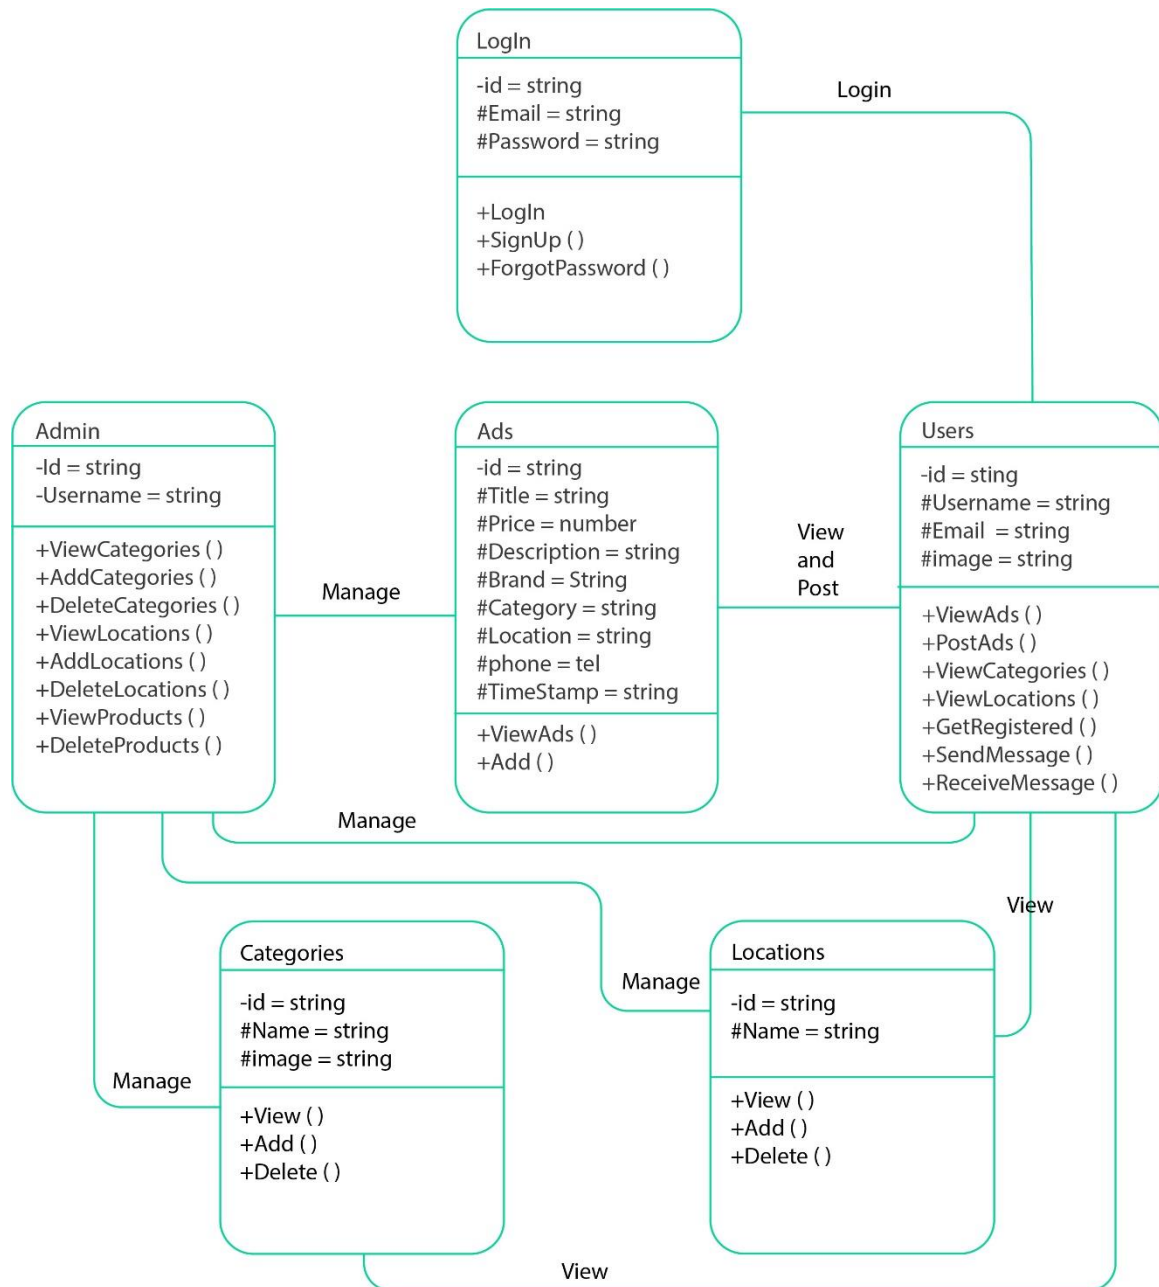 LogIn
-id = string
#Email = string
#Password = string
+LogIn
+SignUp ( )
+ForgotPassword ( )
Login
Admin
-Id = string
-Username = string
+ViewCategories ( )
+AddCategories ( )
+DeleteCategories ( )
+ViewLocations ( )
+AddLocations ( )
+DeleteLocations ( )
+ViewProducts ( )
+DeleteProducts ( )
Manage
Ads
-id = string
#Title = string
#Price = number
#Description = string
#Brand = String
#Category = string
#Location = string
#phone = tel
#TimeStamp = string
+ViewAds ( )
+Add ( )
View
and
Post
Users
-id = sting
#Username = string
#Email  = string
#image = string
+ViewAds ( )
+PostAds ( )
+ViewCategories ( )
+ViewLocations ( )
+GetRegistered ( )
+SendMessage ( )
+ReceiveMessage ( )
Manage
View
Manage
Manage
Categories
-id = string
#Name = string
#image = string
+View ( )
+Add ( )
+Delete ( )
Locations
-id = string
#Name = string
+View ( )
+Add ( )
+Delete ( )
View